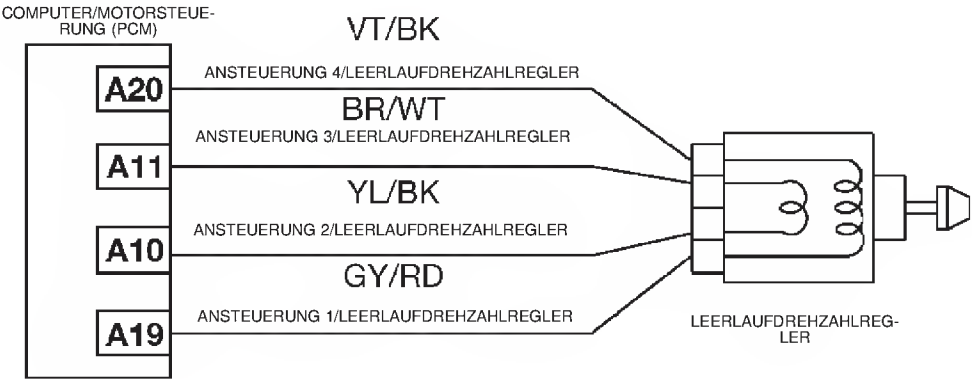 COMPUTER/MOTORSTEUE-
RUNG (PCM)
VT/BK
A20
ANSTEUERUNG 4/LEERLAUFDREHZAHLREGLER
BR/WT
ANSTEUERUNG 3/LEERLAUFDREHZAHLREGLER
A11
YL/BK
ANSTEUERUNG 2/LEERLAUFDREHZAHLREGLER
A10
GY/RD
ANSTEUERUNG 1/LEERLAUFDREHZAHLREGLER
A19
LEERLAUFDREHZAHLREG-
LER